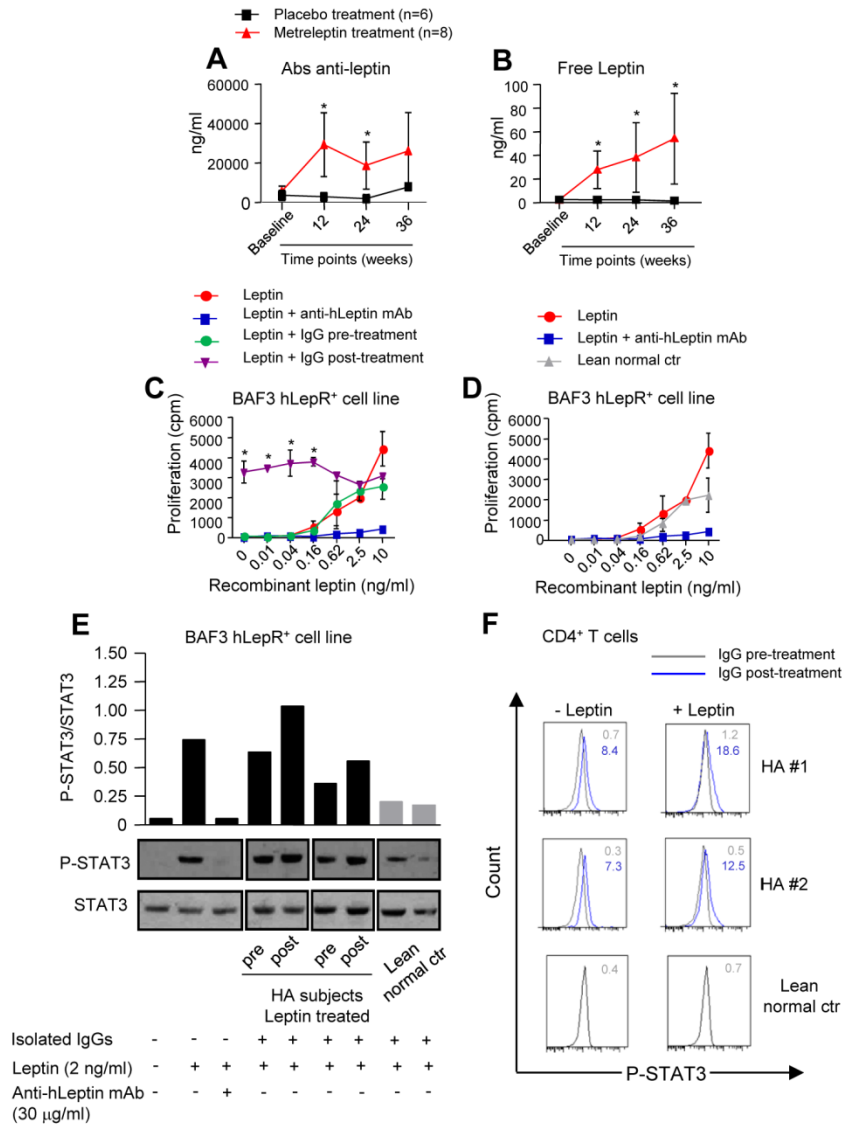 Placebo treatment (n=6)
Metreleptin treatment (n=8)
A
Abs anti-leptin
ng/ml
60000
40000
20000
0
* *
Baseline 12 24 36
Time points (weeks)
B
Free Leptin
ng/ml
100
80
60
40
20
0
* * *
Baseline 12 24 36
Time points (weeks)
Leptin
Leptin + anti-hLeptin mAb
Leptin + IgG pre-treatment
Leptin + IgG post-treatment
C
BAF3 hLepR⁺ cell line
Proliferation (cpm)
6000
5000
4000
3000
2000
1000
0
* * * *
0 0.01 0.04 0.16 0.62 2.5 10
Recombinant leptin (ng/ml)
Leptin
Leptin + anti-hLeptin mAb
Lean normal ctr
D
BAF3 hLepR⁺ cell line
Proliferation (cpm)
6000
5000
4000
3000
2000
1000
0
0 0.01 0.04 0.16 0.62 2.5 10
Recombinant leptin (ng/ml)
E
BAF3 hLepR⁺ cell line
P-STAT3/STAT3
1.50
1.25
1.00
0.75
0.50
0.25
0
P-STAT3
STAT3
pre post pre post Lean normal ctr
HA subjects
Leptin treated
Isolated IgGs - - - + + + + + +
Leptin (2 ng/ml) - + + + + + + + +
Anti-hLeptin mAb - - + - - - - - -
(30 µg/ml)
F
CD4⁺ T cells
IgG pre-treatment
IgG post-treatment
- Leptin + Leptin
Count
0.7 1.2
8.4 18.6
HA #1
0.3 0.5
7.3 12.5
HA #2
0.4 0.7
Lean
normal ctr
P-STAT3